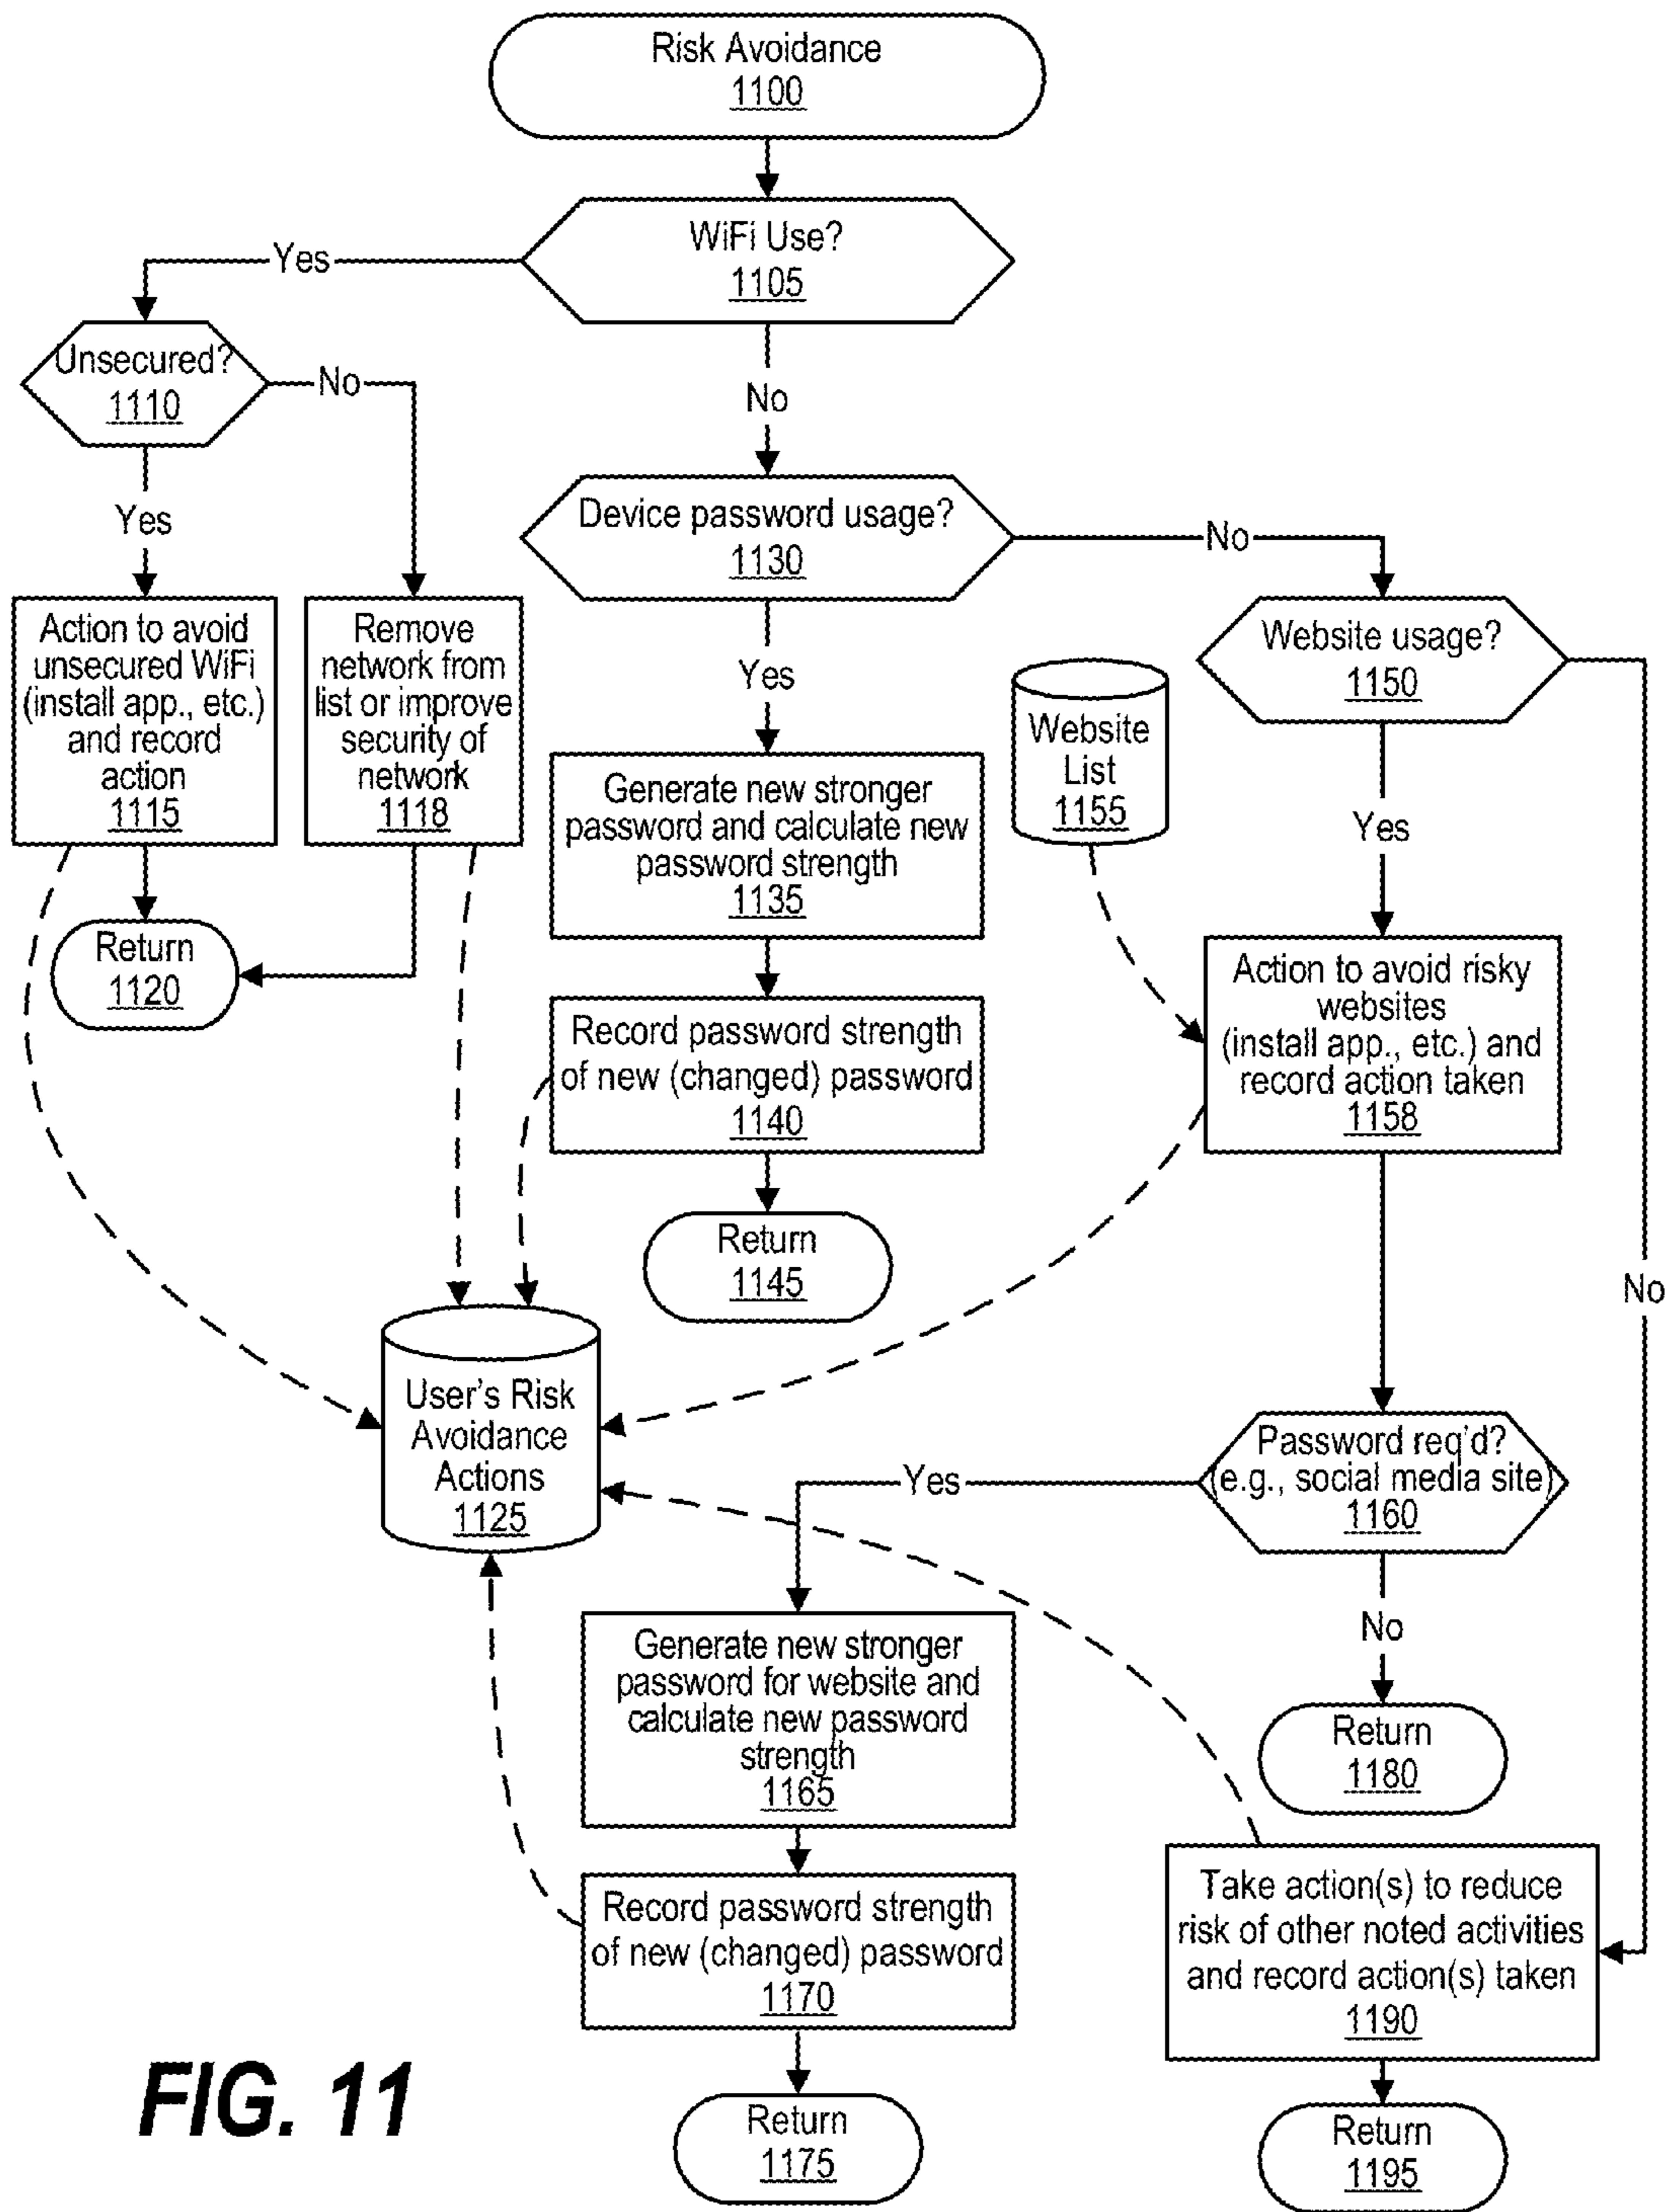 Risk Avoidance
1100
WiFi Use?
1105
Yes
No
Unsecured?
1110
No
Yes
Action to avoid
unsecured WiFi
(install app., etc.)
and record
action
1115
Remove
network from
list or improve
security of
network
1118
Return
1120
Device password usage?
1130
No
Yes
Generate new stronger
password and calculate new
password strength
1135
Record password strength
of new (changed) password
1140
Return
1145
Website usage?
1150
Yes
No
Website
List
1155
Action to avoid risky
websites
(install app., etc.) and
record action taken
1158
User's Risk
Avoidance
Actions
1125
Password req'd?
(e.g., social media site)
1160
Yes
No
Generate new stronger
password for website and
calculate new password
strength
1165
Return
1180
Record password strength
of new (changed) password
1170
Return
1175
Take action(s) to reduce
risk of other noted activities
and record action(s) taken
1190
Return
1195
FIG. 11